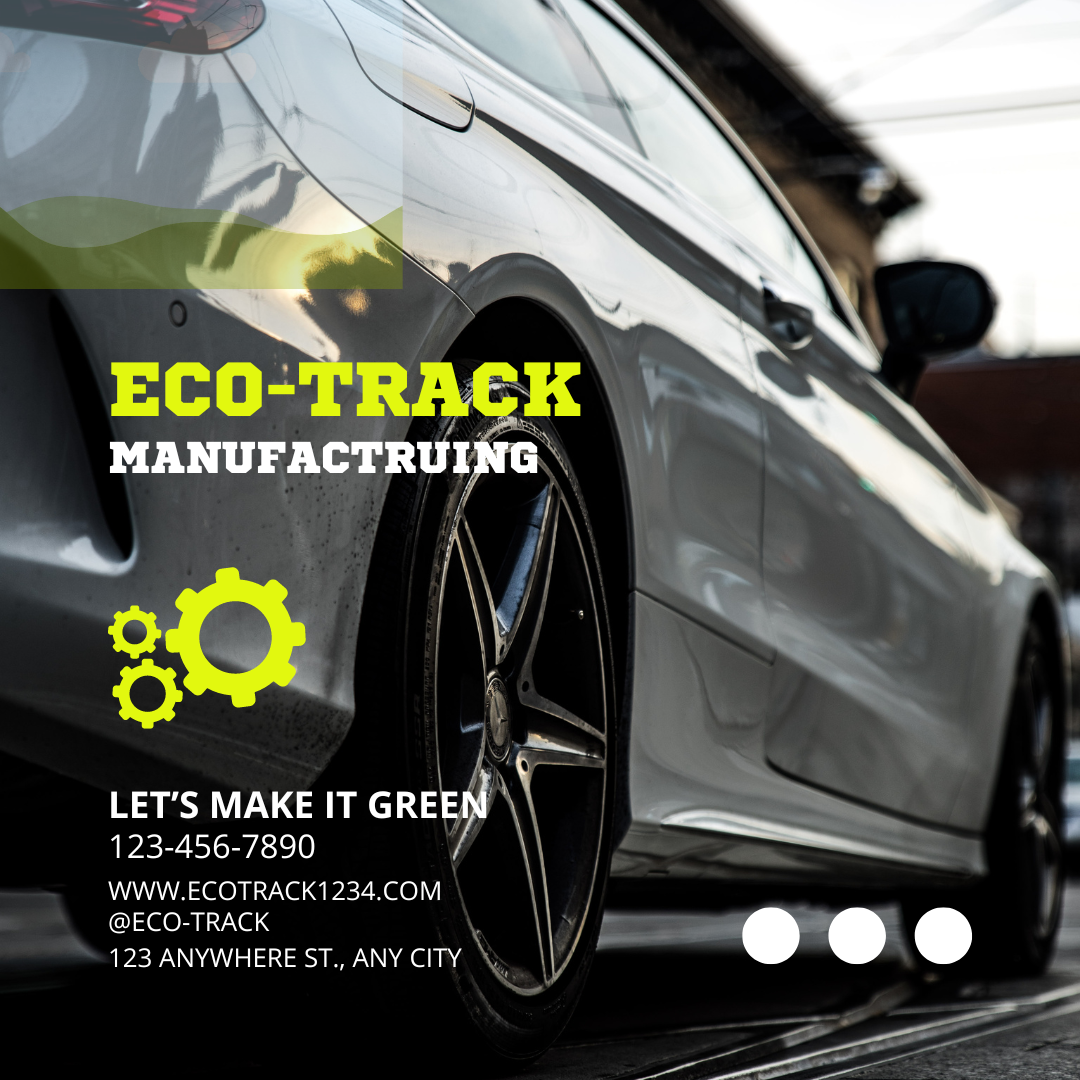 ECO-TRACK
MANUFACTRUING
LET’S MAKE IT GREEN
123-456-7890
WWW.ECOTRACK1234.COM
@ECO-TRACK
123 ANYWHERE ST., ANY CITY